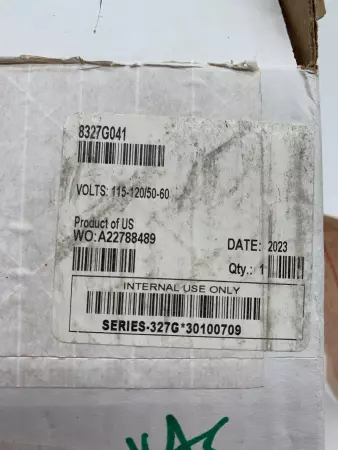 8327G041
VOLTS: 115-120/50-60
Product of US
WO: A22788489
DATE: 2023
Qty.: 1
INTERNAL USE ONLY
SERIES-327G*30100709